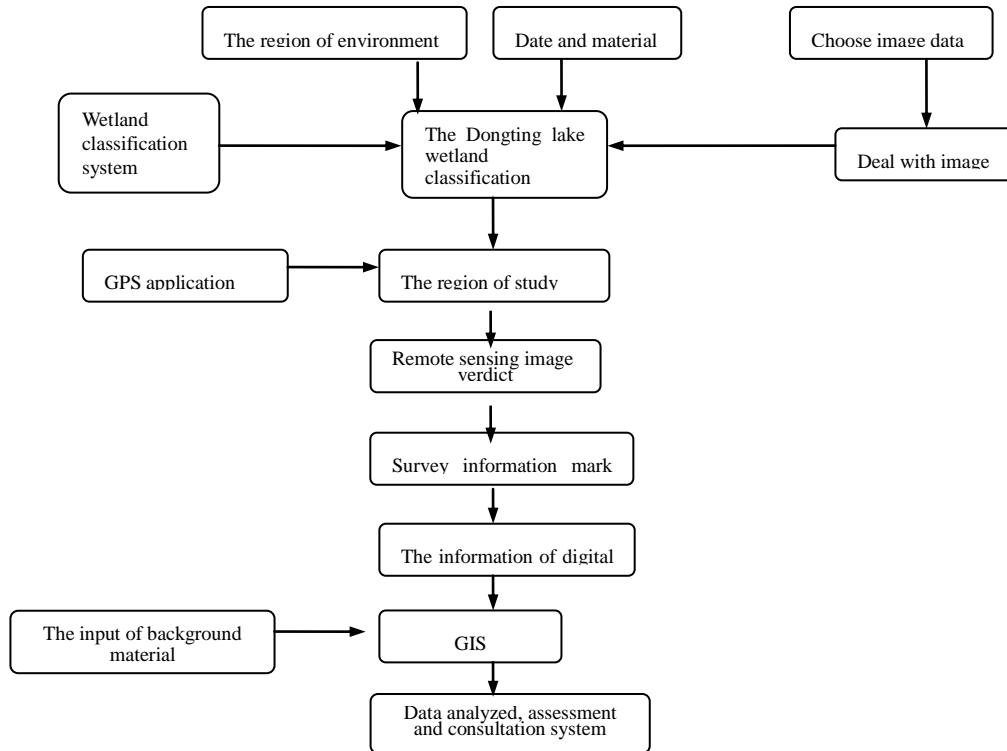 The region of environment
Date and material
Choose image data
Wetland
classification
system
The Dongting lake
wetland
classification
Deal with image
GPS application
The region of study
Remote sensing image
verdict
Survey information mark
The information of digital
The input of background
material
GIS
Data analyzed, assessment
and consultation system